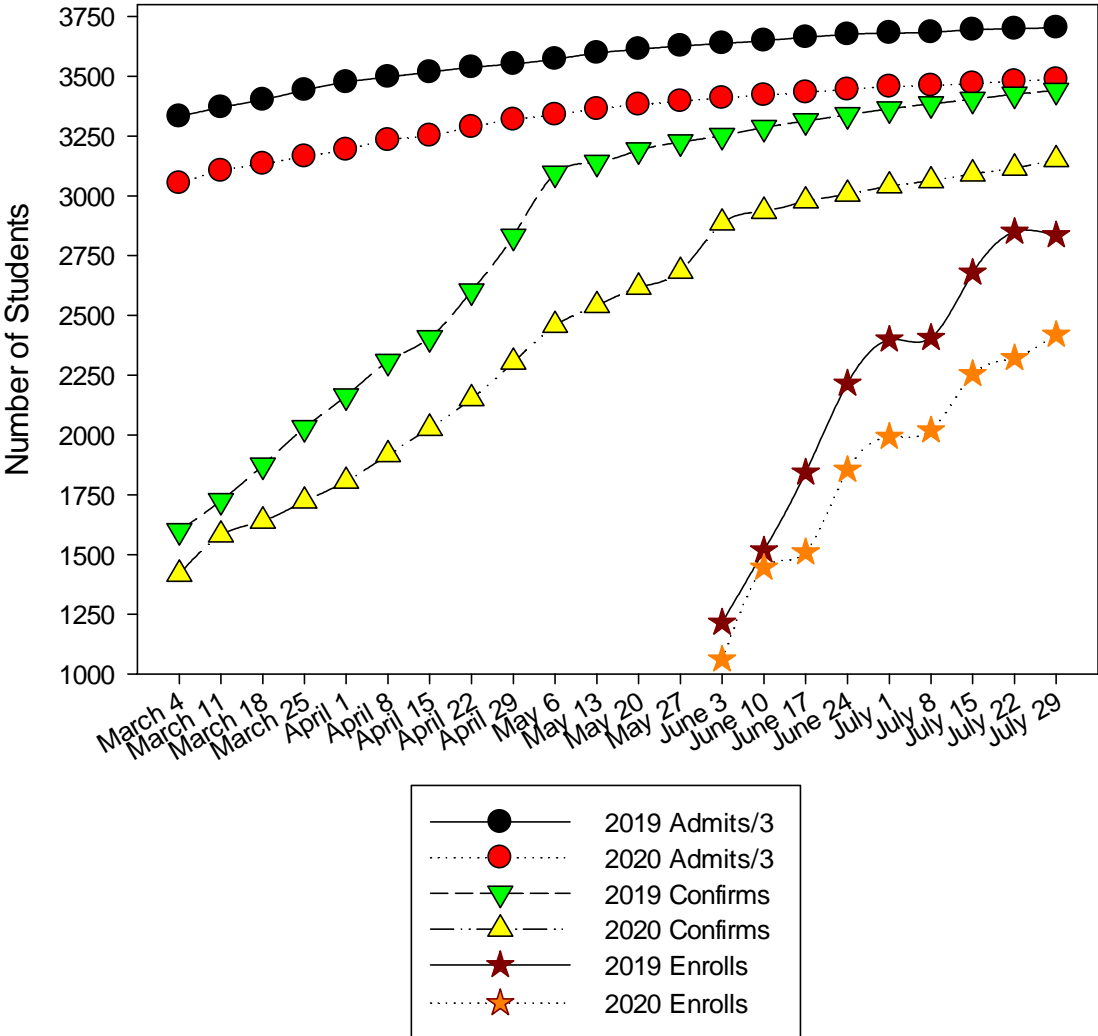 3750
3500
3250
3000
2750
2500
2250
2000
1750
1500
1250
1000
Number of Students
March 4
March 11
March 18
March 25
April 1
April 8
April 15
April 22
April 29
May 6
May 13
May 20
May 27
June 3
June 10
June 17
June 24
July 1
July 8
July 15
July 22
July 29
2019 Admits/3
2020 Admits/3
2019 Confirms
2020 Confirms
2019 Enrolls
2020 Enrolls